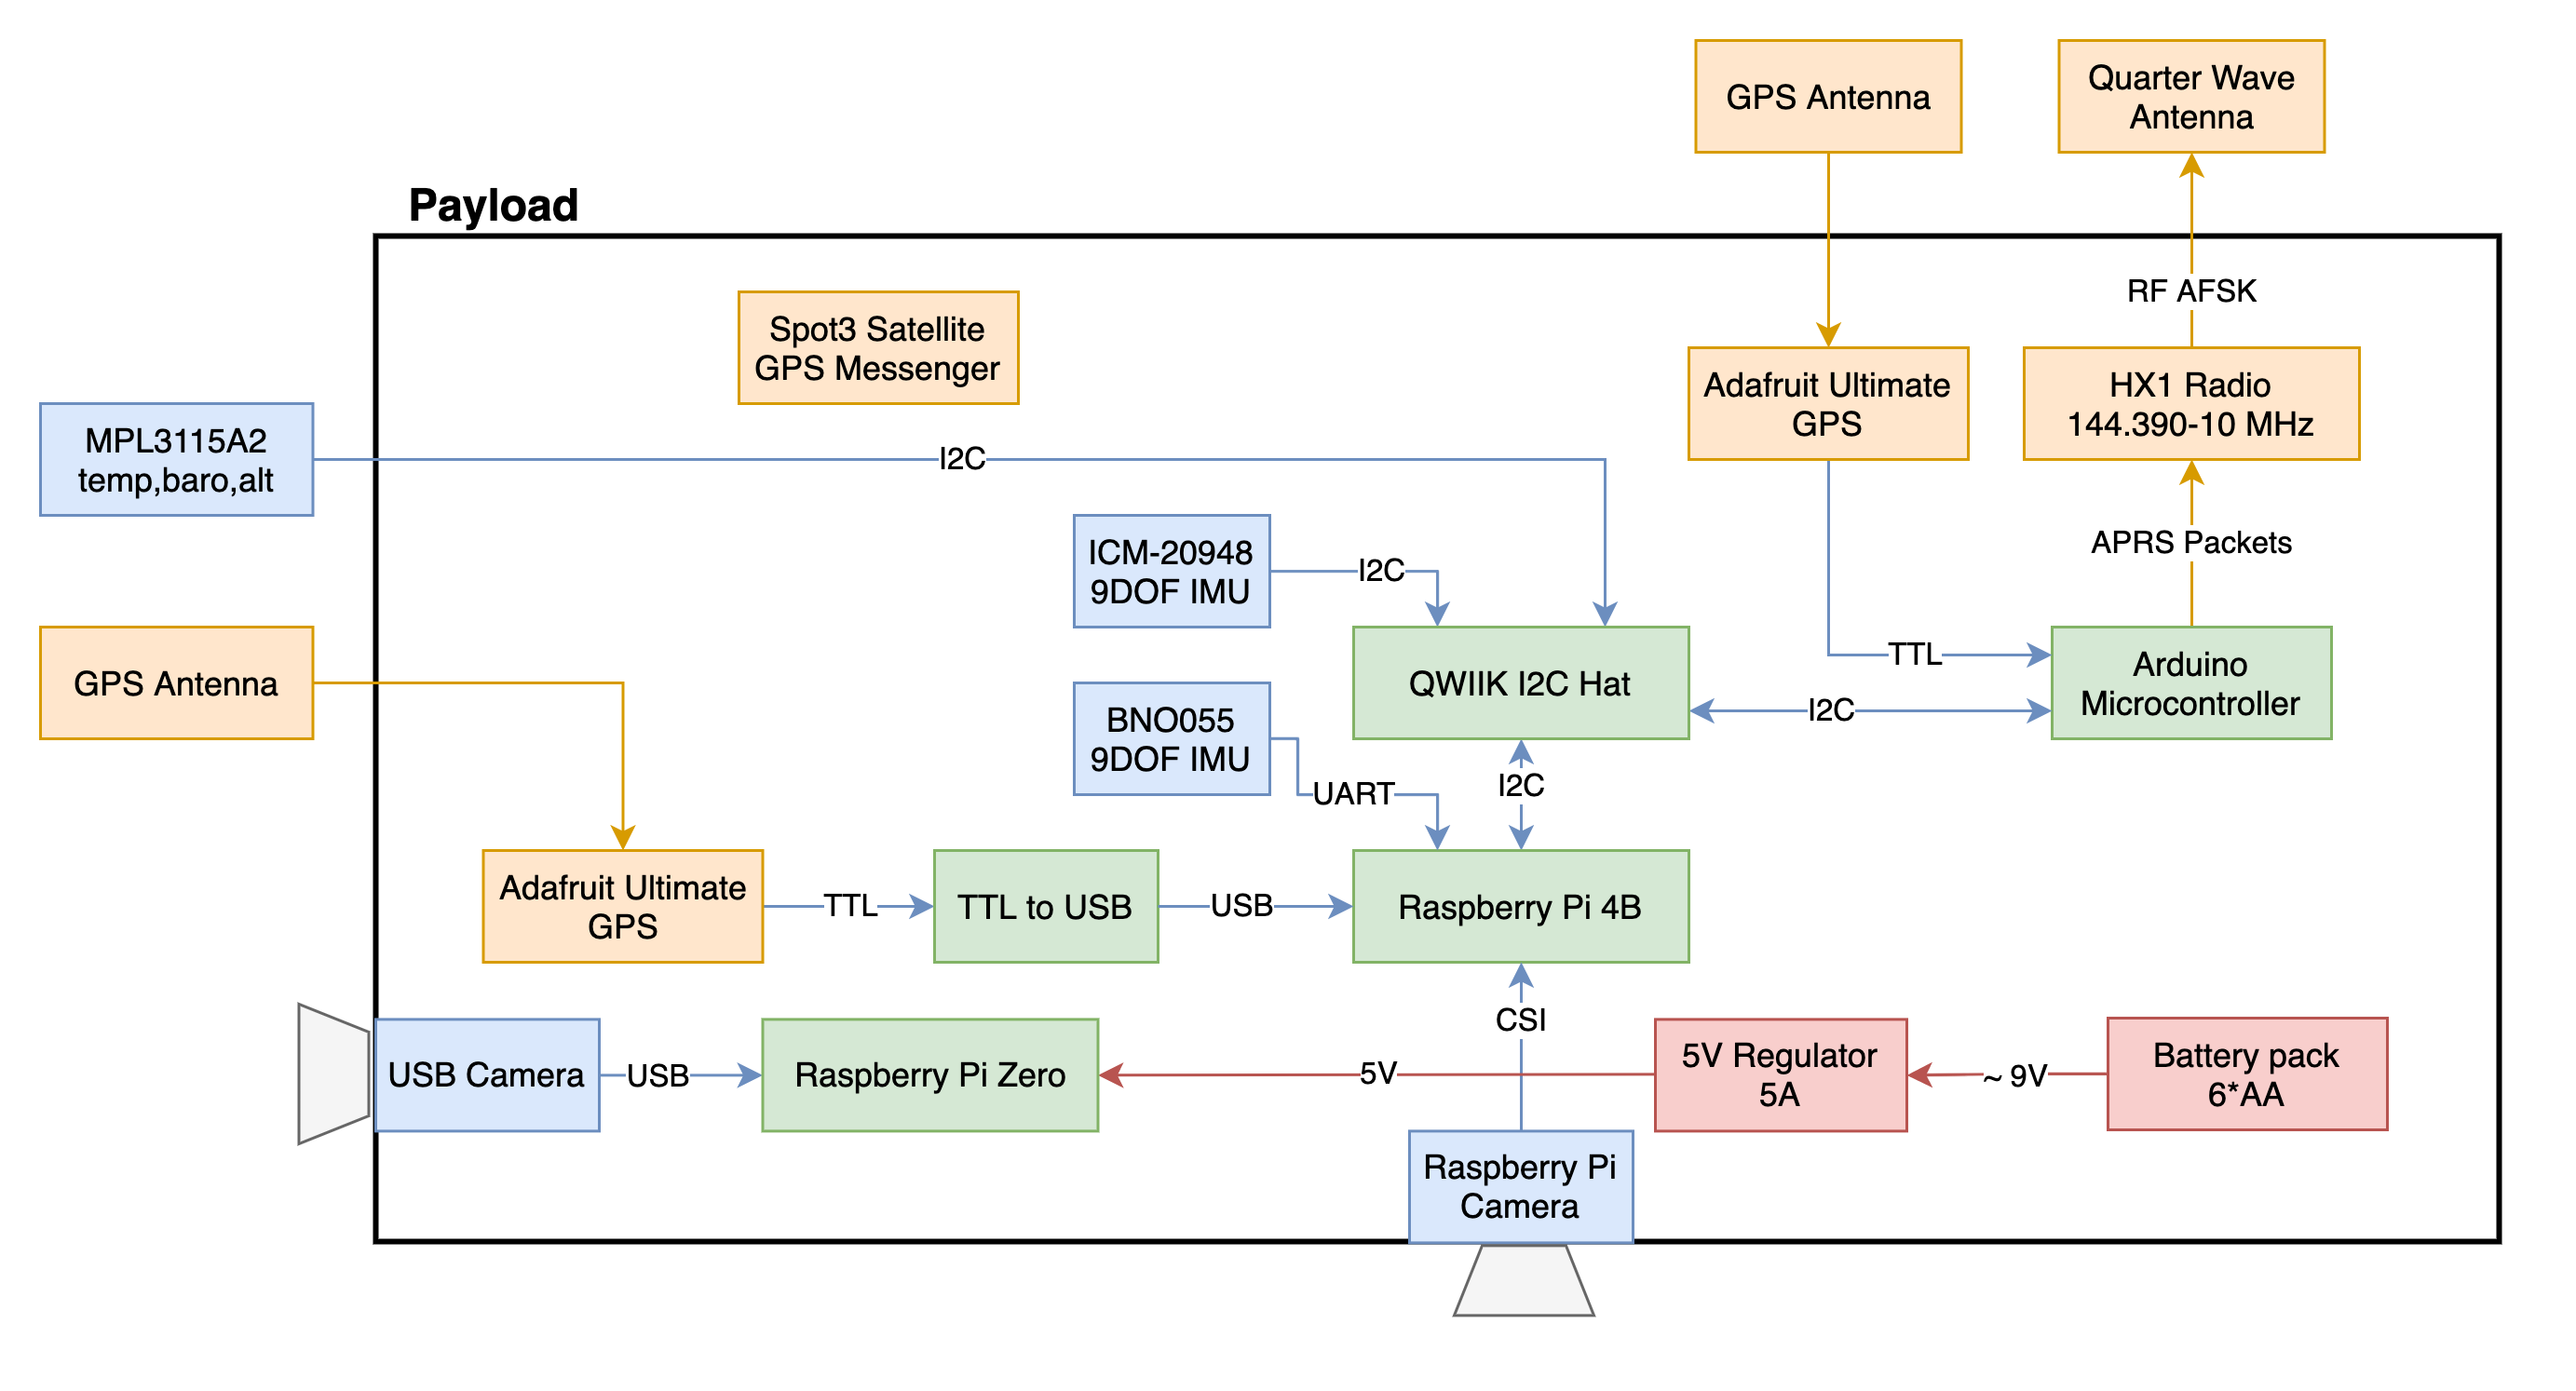 GPS Antenna
Quarter Wave
Antenna
Payload
RF AFSK
Spot3 Satellite
GPS Messenger
Adafruit Ultimate
GPS
HX1 Radio
144.390-10 MHz
MPL3115A2
temp,baro,alt
I2C
ICM-20948
9DOF IMU
I2C
APRS Packets
GPS Antenna
QWIIK I2C Hat
TTL
Arduino
Microcontroller
I2C
BNO055
9DOF IMU
UART
I2C
Adafruit Ultimate
GPS
TTL
TTL to USB
USB
Raspberry Pi 4B
CSI
USB Camera
USB
Raspberry Pi Zero
5V
5V Regulator
5A
~ 9V
Battery pack
6*AA
Raspberry Pi
Camera